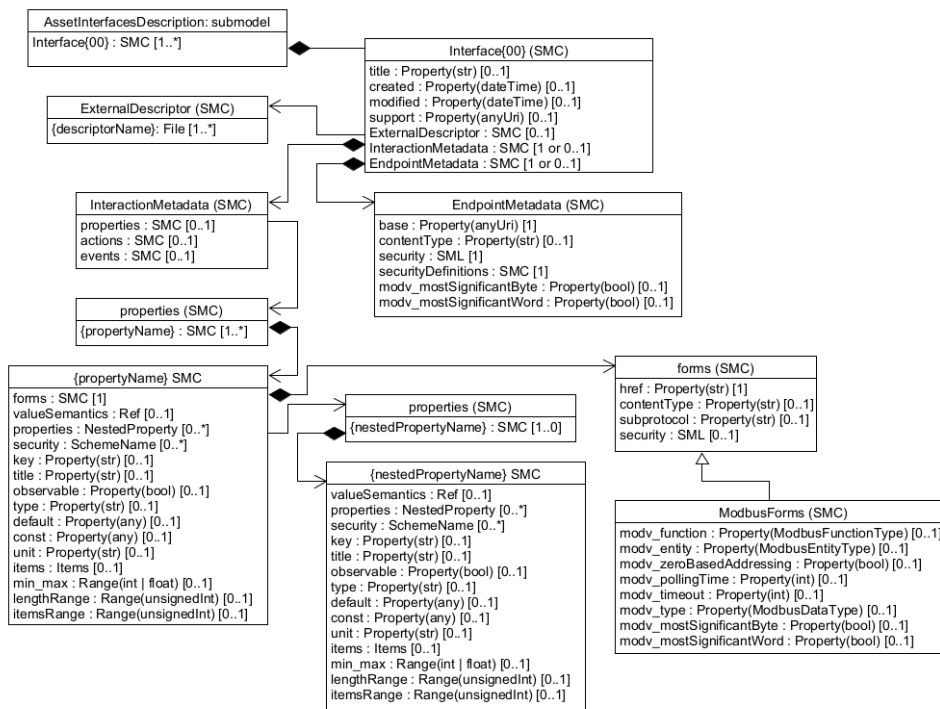 AssetInterfacesDescription: submodel
Interface{00} : SMC [1..*]
Interface{00} (SMC)
title : Property(str) [0..1]
created : Property(dateTime) [0..1]
modified : Property(dateTime) [0..1]
support : Property(anyUri) [0..1]
ExternalDescriptor : SMC [0..1]
InteractionMetadata : SMC [1 or 0..1]
EndpointMetadata : SMC [1 or 0..1]
ExternalDescriptor (SMC)
{descriptorName}: File [1..*]
InteractionMetadata (SMC)
properties : SMC [0..1]
actions : SMC [0..1]
events : SMC [0..1]
EndpointMetadata (SMC)
base : Property(anyUri) [1]
contentType : Property(str) [0..1]
security : SML [1]
securityDefinitions : SMC [1]
modv_mostSignificantByte : Property(bool) [0..1]
modv_mostSignificantWord : Property(bool) [0..1]
properties (SMC)
{propertyName} : SMC [1..*]
{propertyName} SMC
forms : SMC [1]
valueSemantics : Ref [0..1]
properties : NestedProperty [0..*]
security : SchemeName [0..*]
key : Property(str) [0..1]
title : Property(str) [0..1]
observable : Property(bool) [0..1]
type : Property(str) [0..1]
default : Property(any) [0..1]
const : Property(any) [0..1]
unit : Property(str) [0..1]
items : Items [0..1]
min_max : Range(int | float) [0..1]
lengthRange : Range(unsignedInt) [0..1]
itemsRange : Range(unsignedInt) [0..1]
properties (SMC)
{nestedPropertyName} : SMC [1..0]
{nestedPropertyName} SMC
valueSemantics : Ref [0..1]
properties : NestedProperty [0..*]
security : SchemeName [0..*]
key : Property(str) [0..1]
title : Property(str) [0..1]
observable : Property(bool) [0..1]
type : Property(str) [0..1]
default : Property(any) [0..1]
const : Property(any) [0..1]
unit : Property(str) [0..1]
items : Items [0..1]
min_max : Range(int | float) [0..1]
lengthRange : Range(unsignedInt) [0..1]
itemsRange : Range(unsignedInt) [0..1]
forms (SMC)
href : Property(str) [1]
contentType : Property(str) [0..1]
subprotocol : Property(str) [0..1]
security : SML [0..1]
ModbusForms (SMC)
modv_function : Property(ModbusFunctionType) [0..1]
modv_entity : Property(ModbusEntityType) [0..1]
modv_zeroBasedAddressing : Property(bool) [0..1]
modv_pollingTime : Property(int) [0..1]
modv_timeout : Property(int) [0..1]
modv_type : Property(ModbusDataType) [0..1]
modv_mostSignificantByte : Property(bool) [0..1]
modv_mostSignificantWord : Property(bool) [0..1]